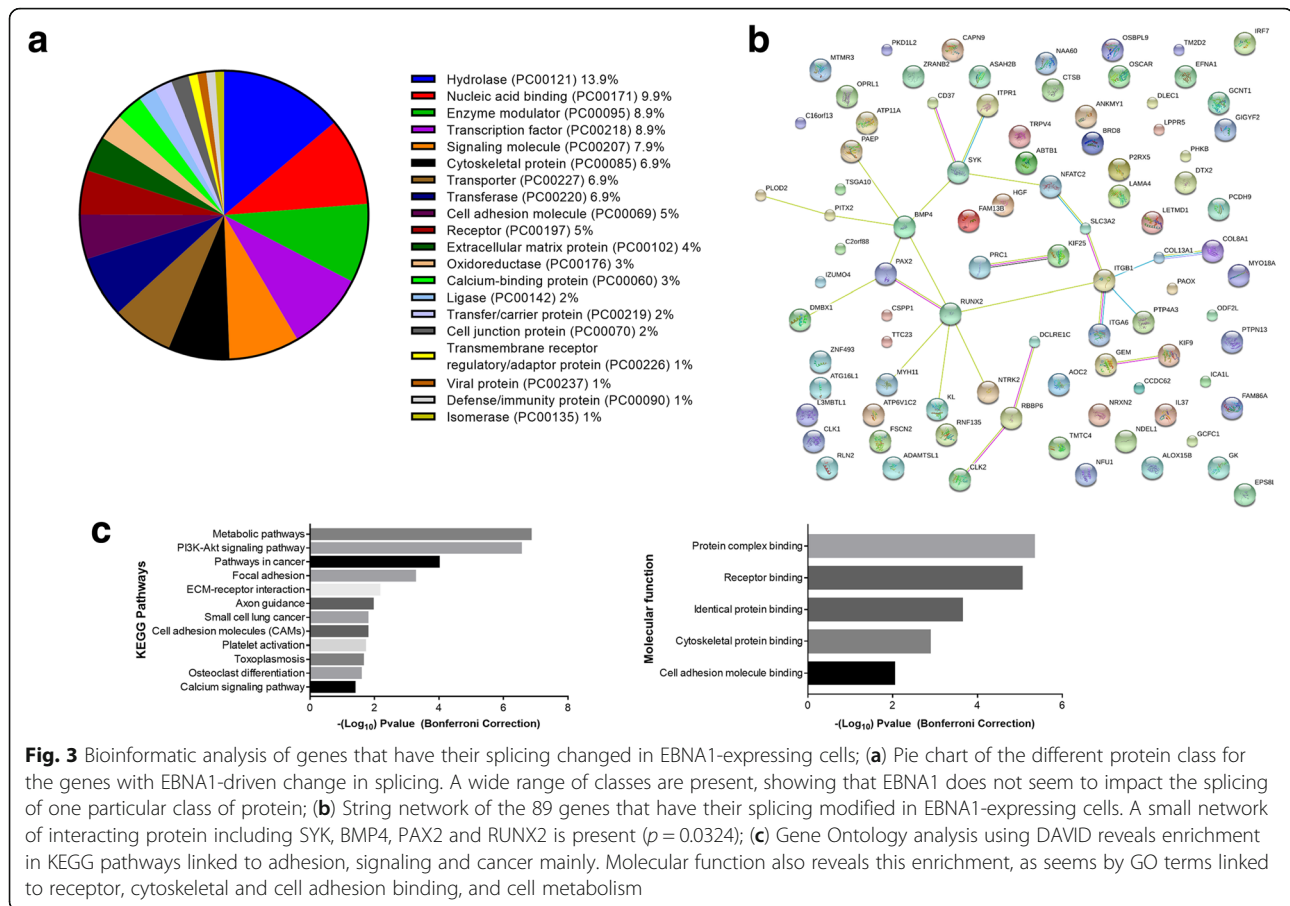 a
Hydrolase (PC00121) 13.9%
Nucleic acid binding (PC00171) 9.9%
Enzyme modulator (PC00095) 8.9%
Transcription factor (PC00218) 8.9%
Signaling molecule (PC00207) 7.9%
Cytoskeletal protein (PC00085) 6.9%
Transporter (PC00227) 6.9%
Transferase (PC00220) 6.9%
Cell adhesion molecule (PC00069) 5%
Receptor (PC00197) 5%
Extracellular matrix protein (PC00102) 4%
Oxidoreductase (PC00176) 3%
Calcium-binding protein (PC00060) 3%
Ligase (PC00142) 2%
Transfer/carrier protein (PC00219) 2%
Cell junction protein (PC00070) 2%
Transmembrane receptor
regulatory/adaptor protein (PC00226) 1%
Viral protein (PC00237) 1%
Defense/immunity protein (PC00090) 1%
Isomerase (PC00135) 1%
b
PKD1L2
CAPN9
OSBPL9
TM2D2
IRF7
MTMR3
ZRANB2
ASAH2B
NAA60
OSCAR
EFNA1
OPRL1
CD37
ITPR1
CTSB
DLEC1
GCNT1
C16orf13
ATP11A
TRPV4
ANKMY1
LPPR5
GIGYF2
PAEP
SYK
ABTB1
BRD8
PHKB
TSGA10
NFATC2
P2RX5
DTX2
PLOD2
PITX2
BMP4
HGF
FAM13B
SLC3A2
LAMA4
LETMD1
PCDH9
C2orf88
PRC1
KIF25
COL13A1
COL8A1
IZUMO4
PAX2
ITGB1
PAOX
MYO18A
DMBX1
CSPP1
RUNX2
ITGA6
PTP4A3
ODF2L
TTC23
DCLRE1C
GEM
KIF9
PTPN13
ZNF493
ATG16L1
MYH11
KL
NTRK2
AOC2
CCDC62
ICA1L
L3MBTL1
ATP6V1C2
RBBP6
NRXN2
IL37
FAM86A
CLK1
FSCN2
RNF135
TMTC4
NDEL1
GCFC1
RLN2
ADAMTSL1
CLK2
NFU1
ALOX15B
GK
EPS8L
c
KEGG Pathways
Metabolic pathways
PI3K-Akt signaling pathway
Pathways in cancer
Focal adhesion
ECM-receptor interaction
Axon guidance
Small cell lung cancer
Cell adhesion molecules (CAMs)
Platelet activation
Toxoplasmosis
Osteoclast differentiation
Calcium signaling pathway
0 2 4 6 8
-(Log10) Pvalue (Bonferroni Correction)
Molecular function
Protein complex binding
Receptor binding
Identical protein binding
Cytoskeletal protein binding
Cell adhesion molecule binding
0 2 4 6
-(Log10) Pvalue (Bonferroni Correction)
Fig. 3 Bioinformatic analysis of genes that have their splicing changed in EBNA1-expressing cells; (a) Pie chart of the different protein class for
the genes with EBNA1-driven change in splicing. A wide range of classes are present, showing that EBNA1 does not seem to impact the splicing
of one particular class of protein; (b) String network of the 89 genes that have their splicing modified in EBNA1-expressing cells. A small network
of interacting protein including SYK, BMP4, PAX2 and RUNX2 is present (p = 0.0324); (c) Gene Ontology analysis using DAVID reveals enrichment
in KEGG pathways linked to adhesion, signaling and cancer mainly. Molecular function also reveals this enrichment, as seems by GO terms linked
to receptor, cytoskeletal and cell adhesion binding, and cell metabolism